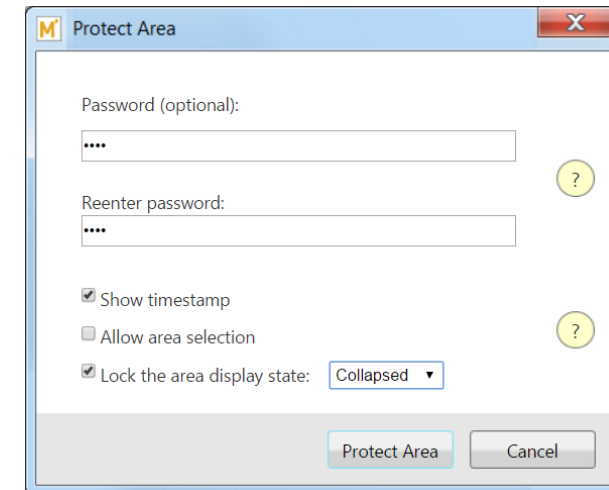 M Protect Area X
Password (optional):
••••
?
Reenter password:
••••
Show timestamp
Allow area selection
?
Lock the area display state: Collapsed
Protect Area Cancel